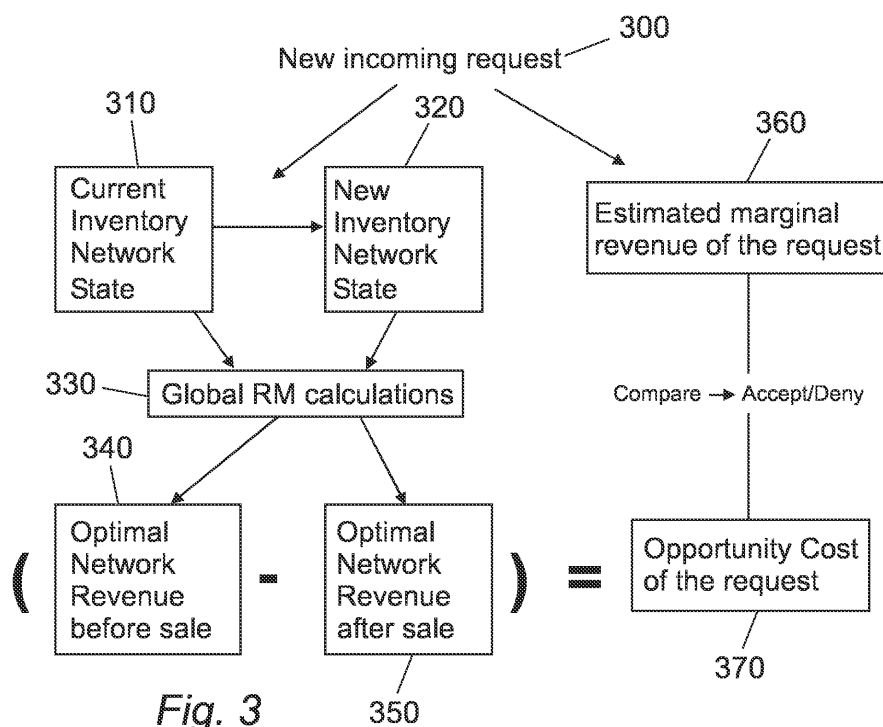 300
New incoming request
310
320
360
Current
Inventory
Network
State
New
Inventory
Network
State
Estimated marginal
revenue of the request
330
Global RM calculations
Compare → Accept/Deny
340
( Optimal
Network
Revenue
before sale
-
Optimal
Network
Revenue
after sale
) =
Opportunity Cost
of the request
350
370
Fig. 3